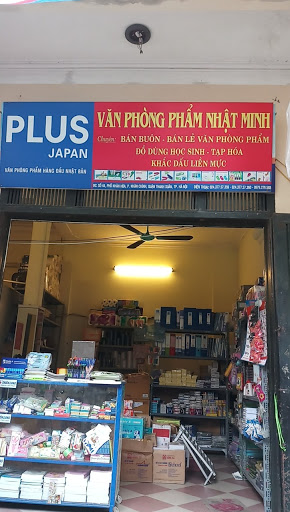 PLUS
JAPAN
VĂN PHÒNG PHẨM HÀNG ĐẦU NHẬT BẢN
VĂN PHÒNG PHẨM NHẬT MINH
Chuyên: BÁN BUÔN - BÁN LẺ VĂN PHÒNG PHẨM
ĐỒ DÙNG HỌC SINH - TẠP HÓA
KHẮC DẤU LIỀN MỰC